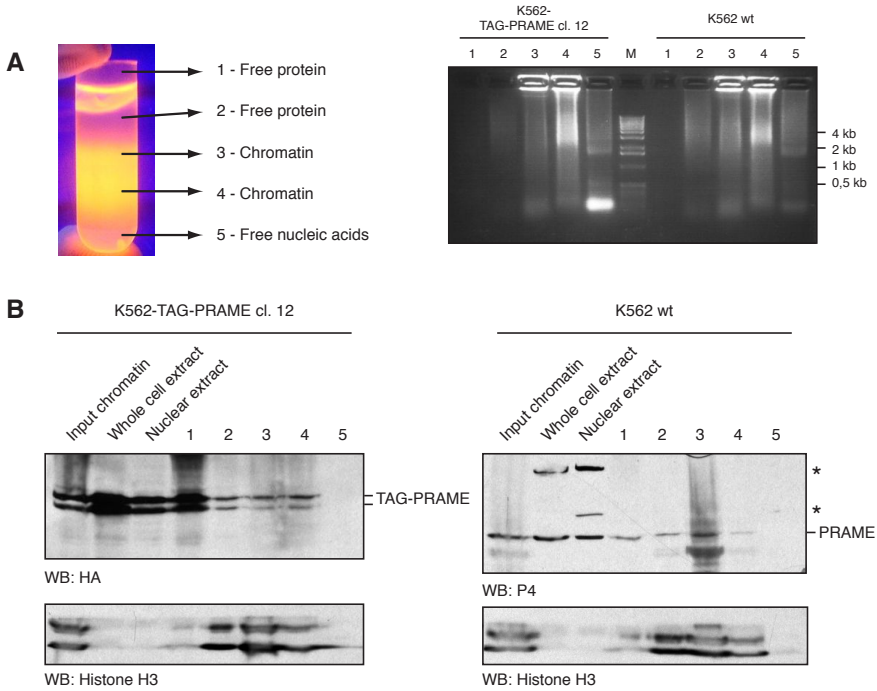 A
1 - Free protein
2 - Free protein
3 - Chromatin
4 - Chromatin
5 - Free nucleic acids
K562-
TAG-PRAME cl. 12
K562 wt
1 2 3 4 5 M 1 2 3 4 5
4 kb
2 kb
1 kb
0,5 kb
B
K562-TAG-PRAME cl. 12
Input chromatin
Whole cell extract
Nuclear extract
1 2 3 4 5
TAG-PRAME
WB: HA
WB: Histone H3
K562 wt
Input chromatin
Whole cell extract
Nuclear extract
1 2 3 4 5
*
*
PRAME
WB: P4
WB: Histone H3